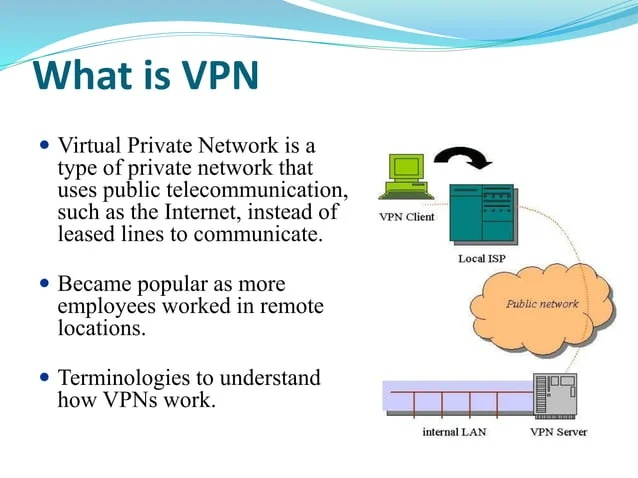 What is VPN
• Virtual Private Network is a
type of private network that
uses public telecommunication,
such as the Internet, instead of
leased lines to communicate.
• Became popular as more
employees worked in remote
locations.
• Terminologies to understand
how VPNs work.
VPN Client
Local ISP
Public network
internal LAN
VPN Server